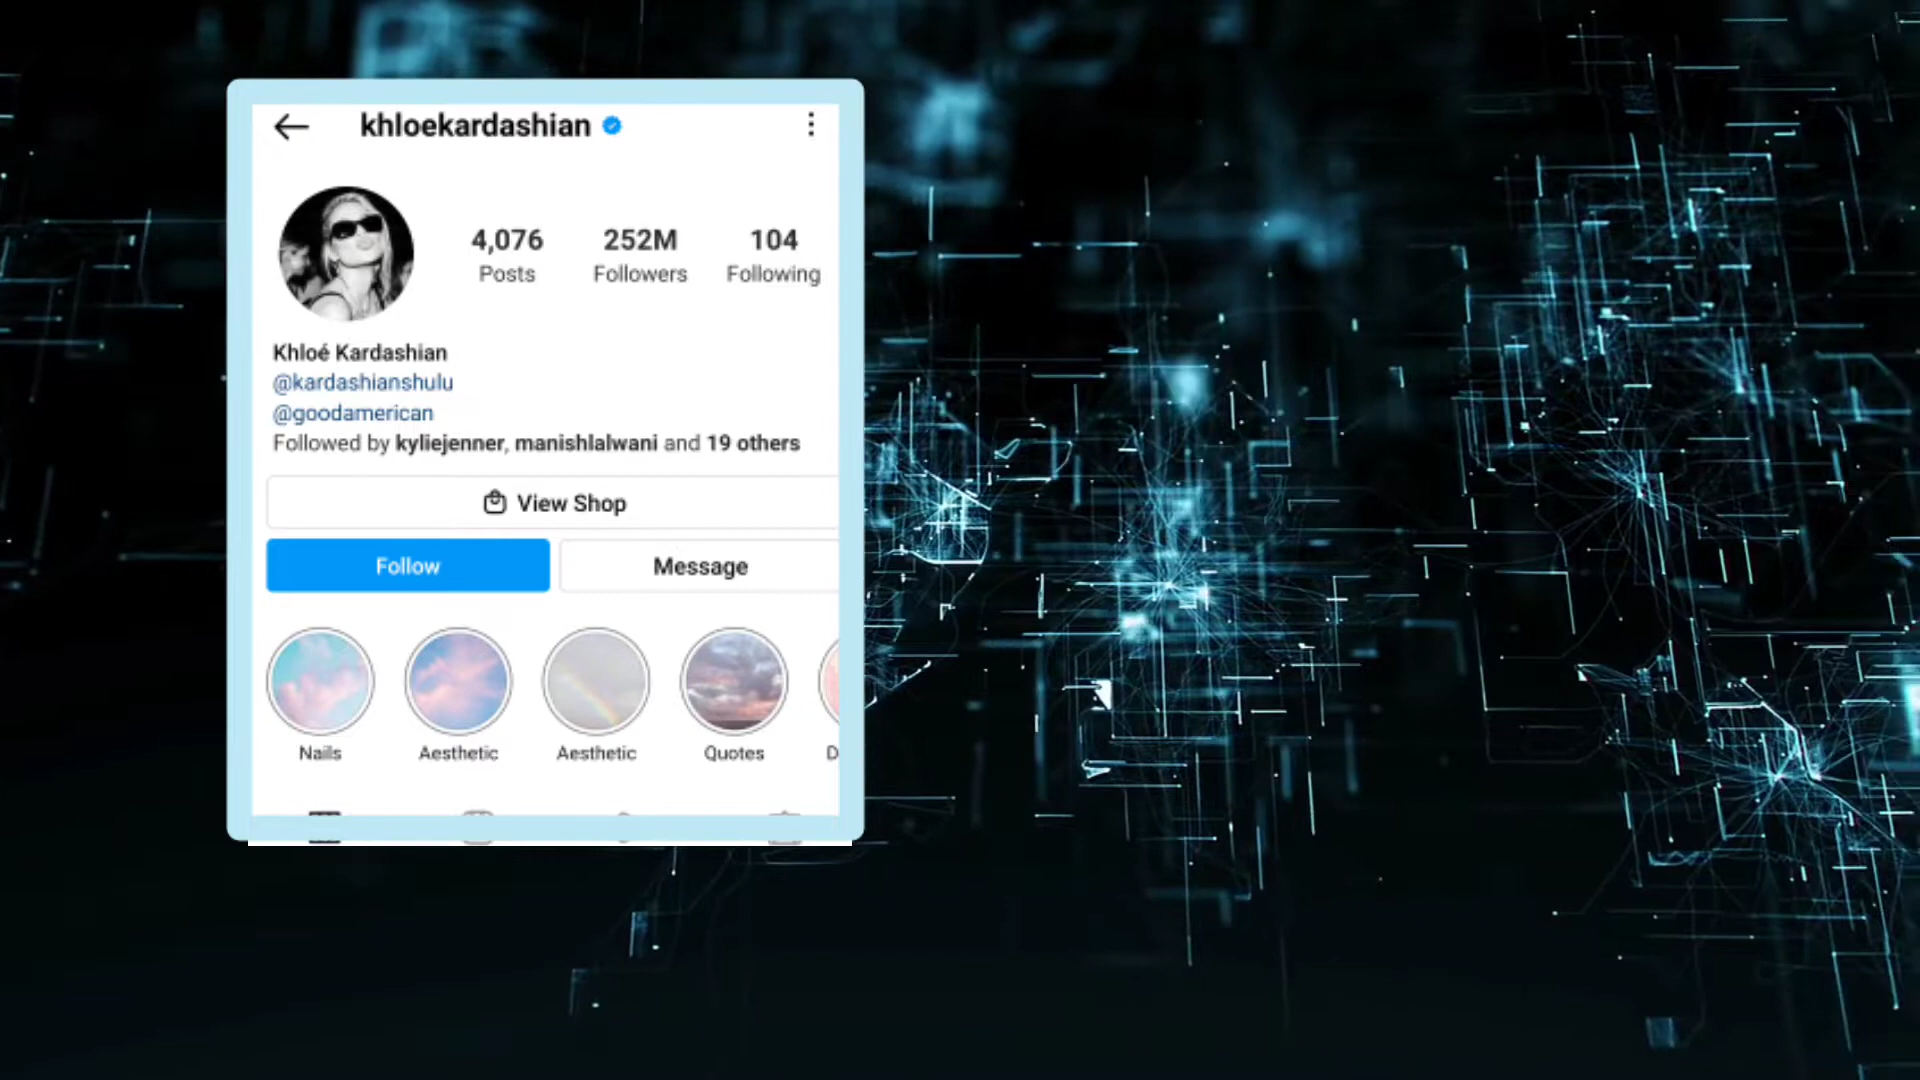 khloekardashian
4,076 252M 104
Posts Followers Following
Khloé Kardashian
@kardashianshulu
@goodamerican
Followed by kyliejenner, manishlalwani and 19 others
View Shop
Follow Message
Nails Aesthetic Aesthetic Quotes D